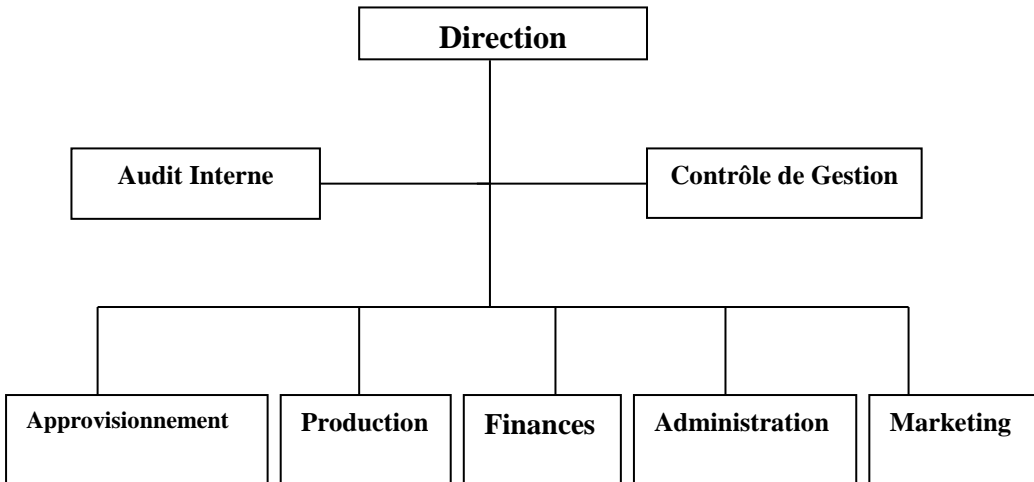 Direction
Audit Interne
Contrôle de Gestion
Approvisionnement
Production
Finances
Administration
Marketing